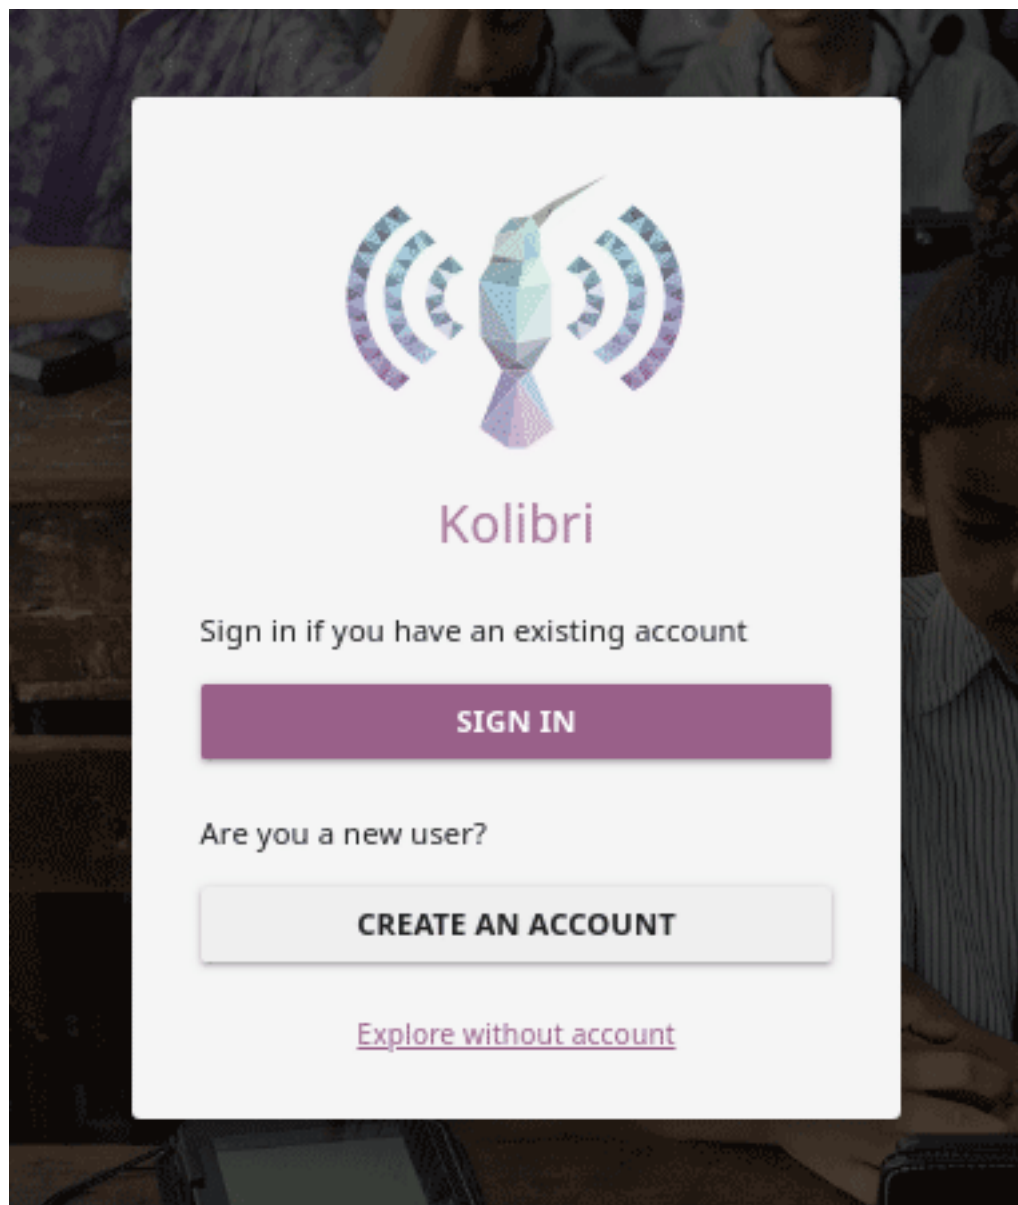 Kolibri
Sign in if you have an existing account
SIGN IN
Are you a new user?
CREATE AN ACCOUNT
Explore without account